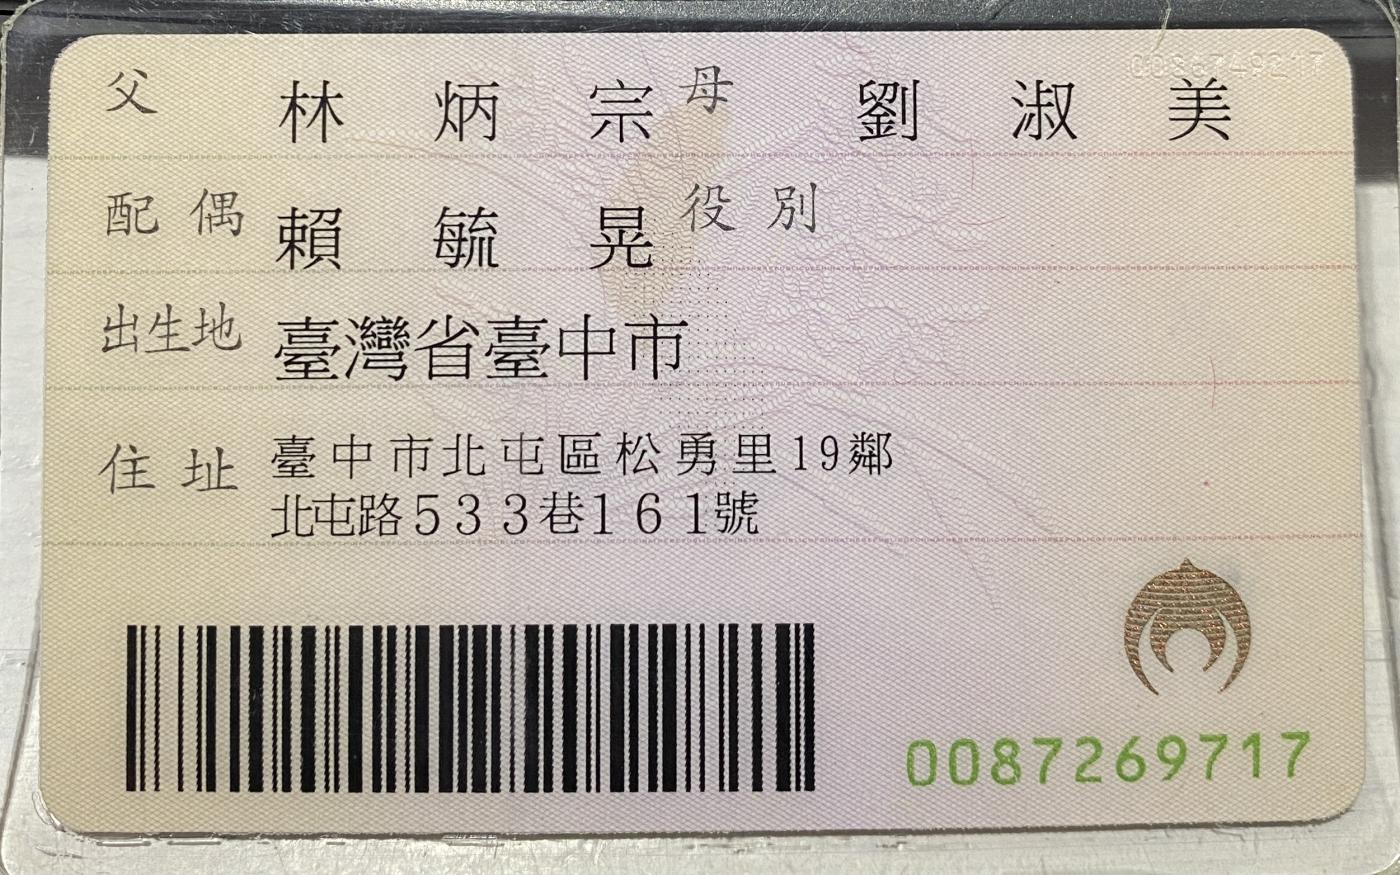 父 林炳宗 母 劉淑美
配偶 賴毓晃 役別
出生地 臺灣省臺中市
住址 臺中市北屯區松勇里19鄰
北屯路533巷161號
0087269717